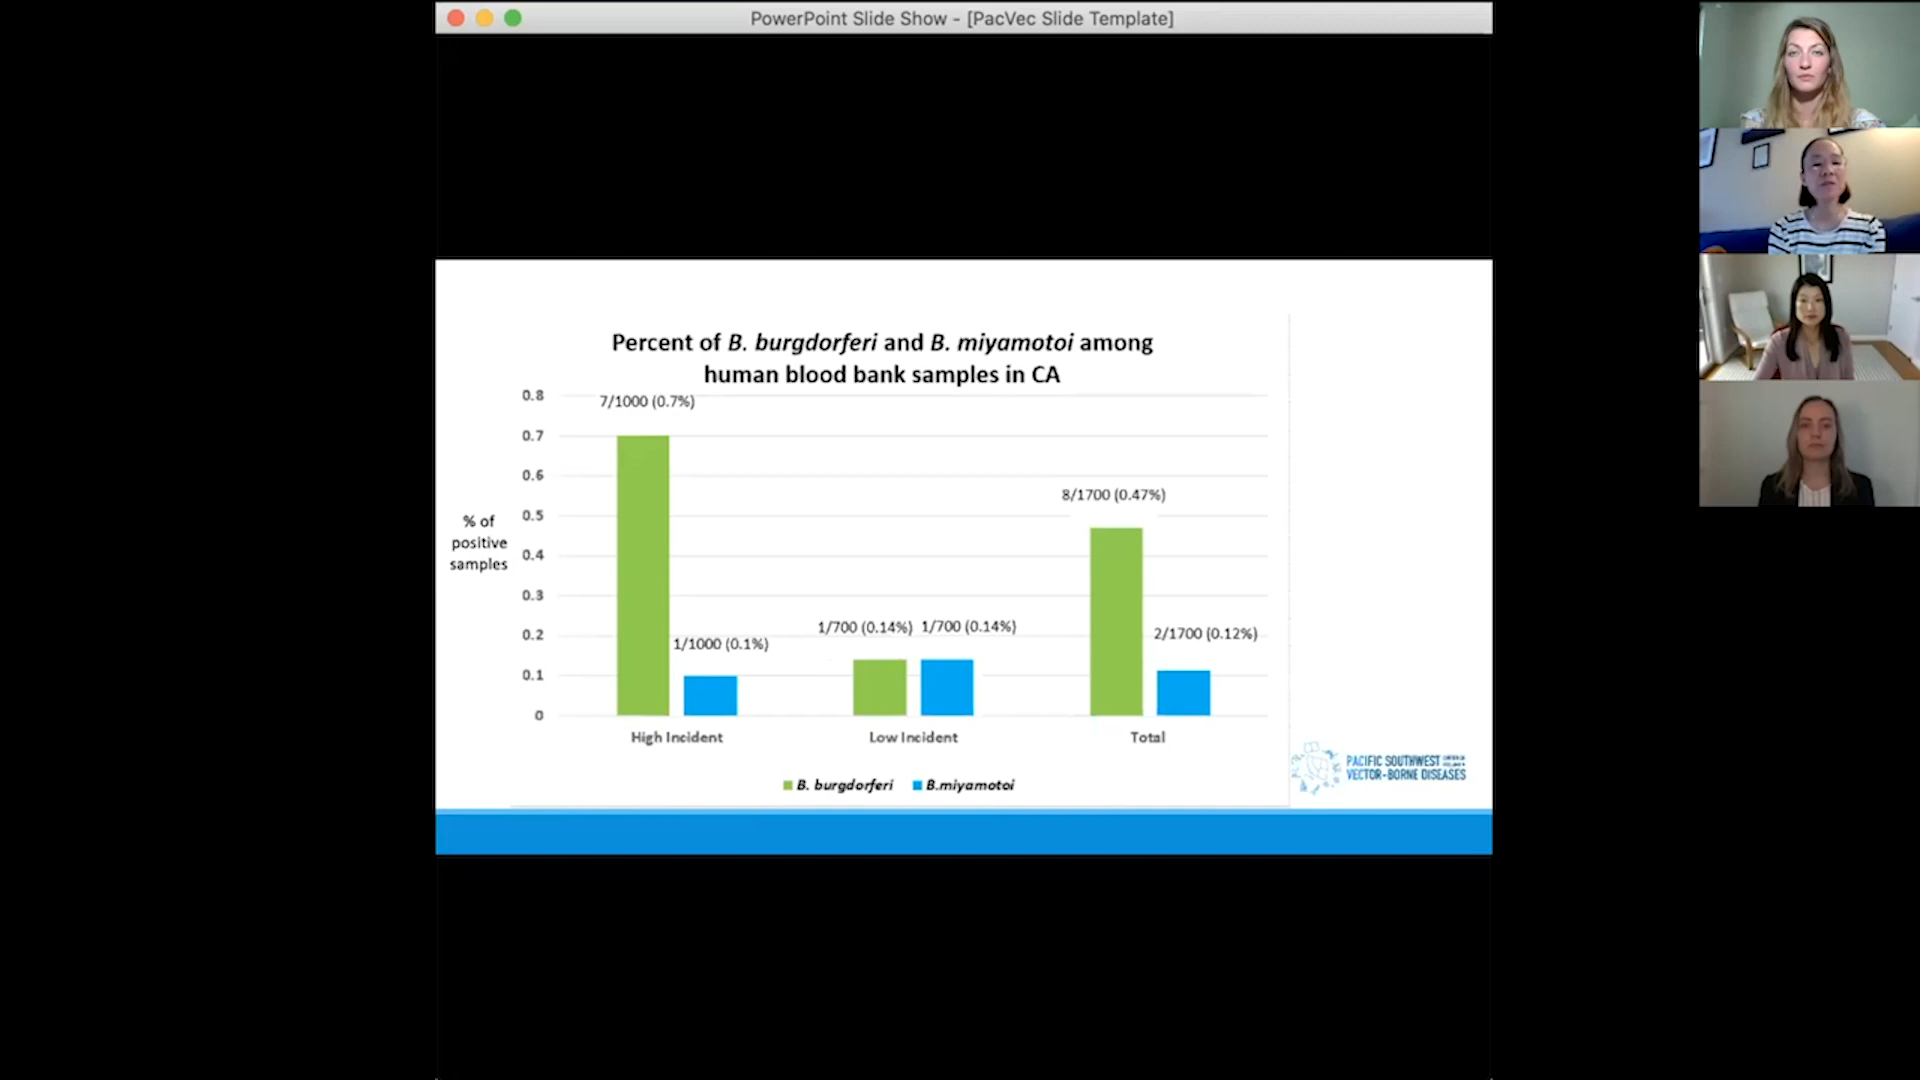 PowerPoint Slide Show - [PacVec Slide Template]
Percent of B. burgdorferi and B. miyamotoi among
human blood bank samples in CA
0.8
7/1000 (0.7%)
0.7
0.6
8/1700 (0.47%)
0.5
% of
positive
samples
0.4
0.3
0.2
1/1000 (0.1%)
1/700 (0.14%) 1/700 (0.14%)
2/1700 (0.12%)
0.1
0
High Incident
Low Incident
Total
B. burgdorferi
B.miyamotoi
PACIFIC SOUTHWEST
VECTOR-BORNE DISEASES